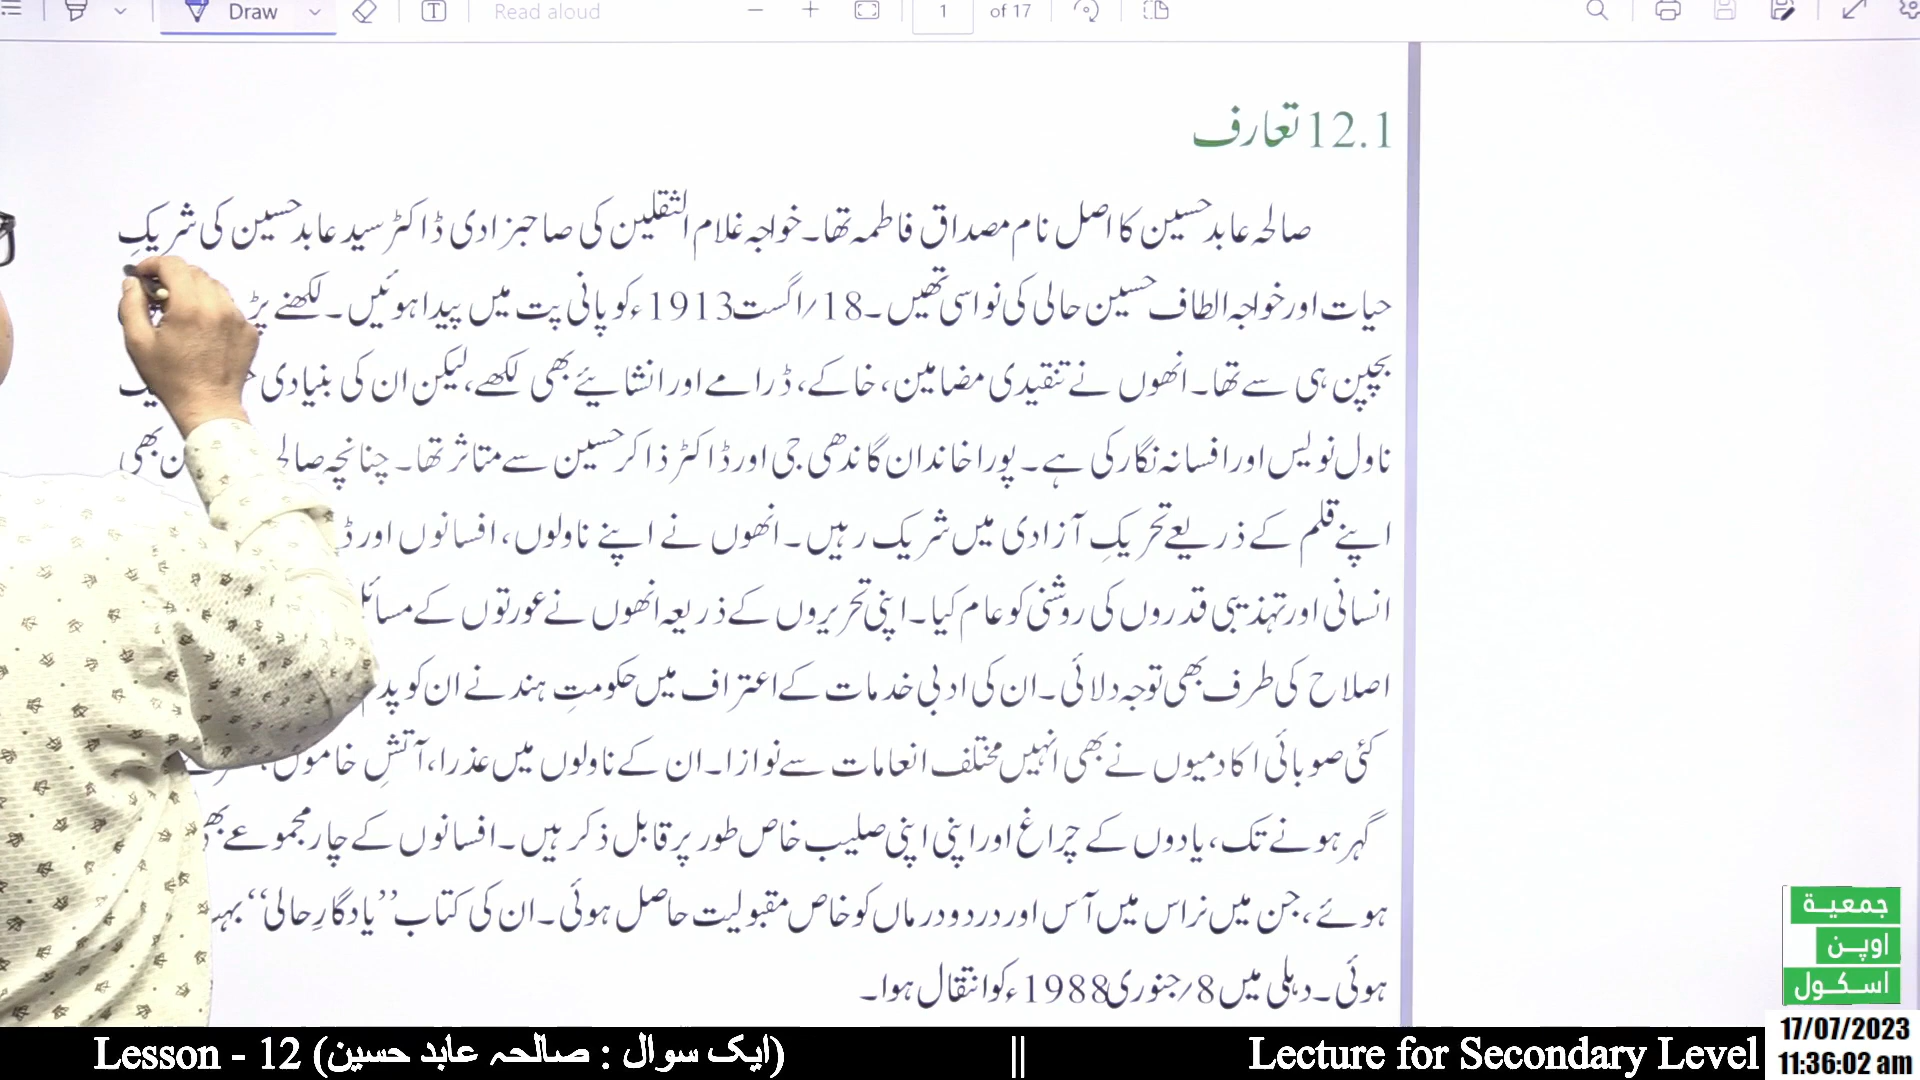 Draw
Read aloud
1 of 17
12.1 تعارف
صالحہ عابد حسین کا اصل نام مصداق فاطمہ تھا۔ خواجہ غلام الثقلین کی صاحبزادی ڈاکٹر سید عابد حسین کی شریکِ
حیات اور خواجہ الطاف حسین حالی کی نواسی تھیں۔ 18/اگست 1913ء کو پانی پت میں پیدا ہوئیں۔ لکھنے
بچپن ہی سے تھا۔ انھوں نے تنقیدی مضامین، خاکے، ڈرامے اور انشائیے بھی لکھے، لیکن ان کی بنیادی
ناول نویس اور افسانہ نگار کی ہے۔ پورا خاندان گاندھی جی اور ڈاکٹر ذاکر حسین سے متاثر تھا۔ چنانچہ بھی
اپنے قلم کے ذریعے تحریکِ آزادی میں شریک رہیں۔ انھوں نے اپنے ناولوں، افسانوں اور
انسانی اور تہذیبی قدروں کی روشنی کو عام کیا۔ اپنی تحریروں کے ذریعہ انھوں نے عورتوں کے مسائل
اصلاح کی طرف بھی توجہ دلائی۔ ان کی ادبی خدمات کے اعتراف میں حکومتِ ہند نے ان کو
کئی صوبائی اکادمیوں نے بھی انہیں مختلف انعامات سے نوازا۔ ان کے ناولوں میں عذرا، آتشِ خاموش،
گہر ہونے تک، یادوں کے چراغ اور اپنی اپنی صلیب خاص طور پر قابل ذکر ہیں۔ افسانوں کے چار مجموعے
ہوئے، جن میں نراس میں آس اور درد و درماں کو خاص مقبولیت حاصل ہوئی۔ ان کی کتاب ’’یادگارِ حالی‘‘
ہوئی۔ دہلی میں 8/جنوری 1988ء کو انتقال ہوا۔
جمعية
اوپن
اسکول
17/07/2023
11:36:02 am
Lesson - 12 (ایک سوال : صالحہ عابد حسین) || Lecture for Secondary Level